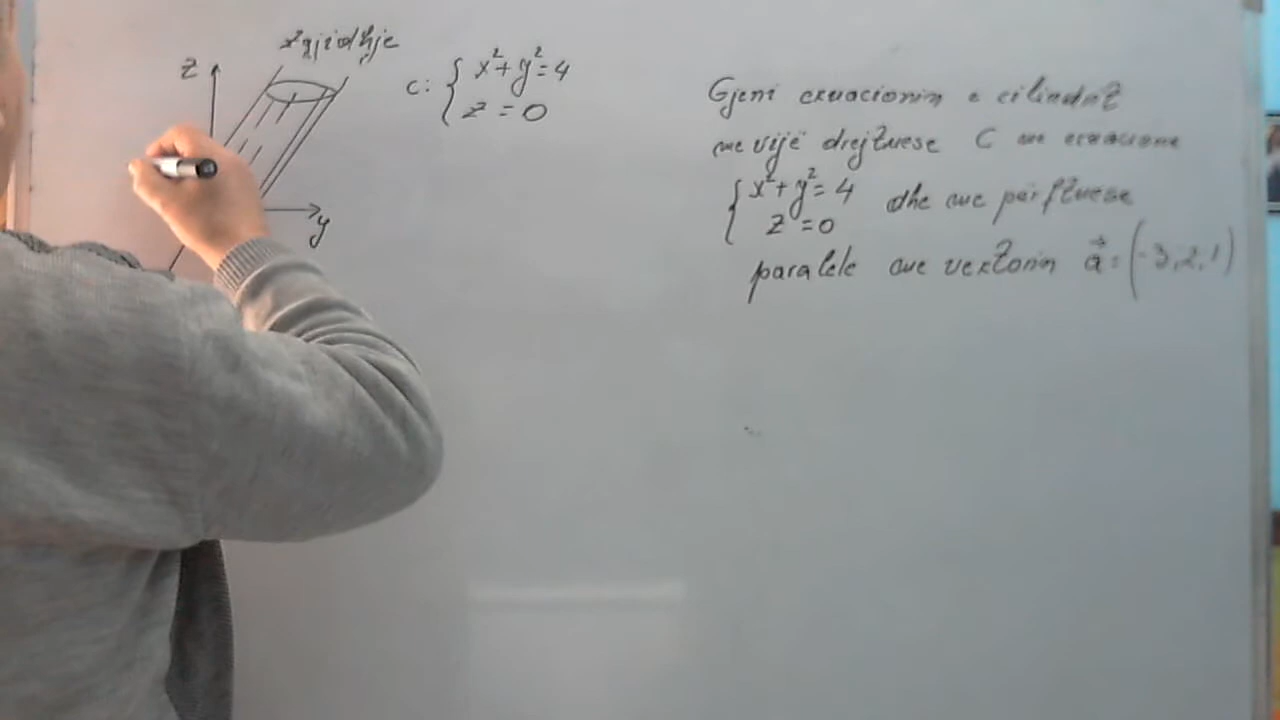 Zgjidhje
z
y
C: { x²+y²=4
z = 0
Gjeni ekuacionin e cilindrit
me vijë drejtuese C me ekuacione
{ x²+y²=4 dhe me përftuese
z=0
paralele me vektorin a⃗=(-3,2,1)